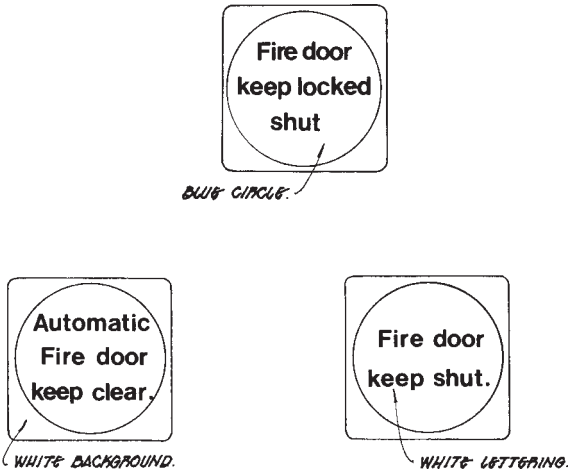 Fire door
keep locked
shut
BLUE CIRCLE.
Automatic
Fire door
keep clear.
WHITE BACKGROUND.
Fire door
keep shut.
WHITE LETTERING.